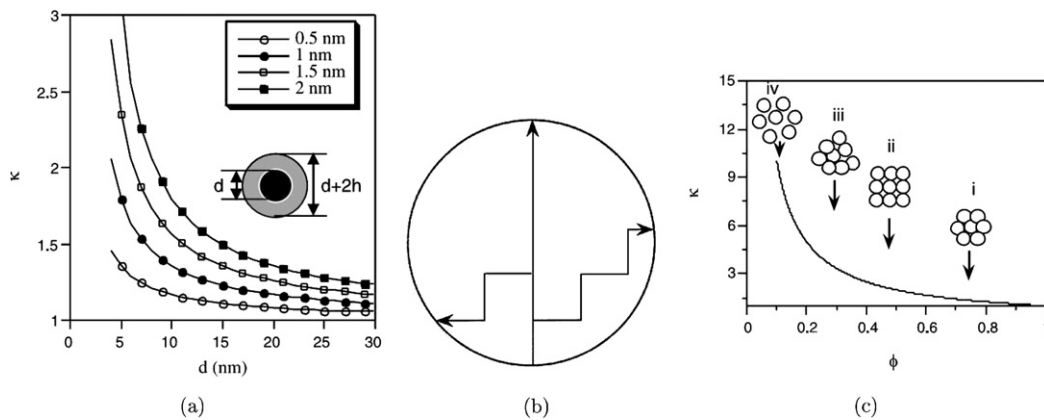 3
2.5
2
1.5
1
κ
0 5 10 15 20 25 30
d (nm)
0.5 nm
1 nm
1.5 nm
2 nm
d
d+2h
(a)
(b)
15
12
9
6
3
κ
iv
iii
ii
i
0 0.2 0.4 0.6 0.8 1
ϕ
(c)